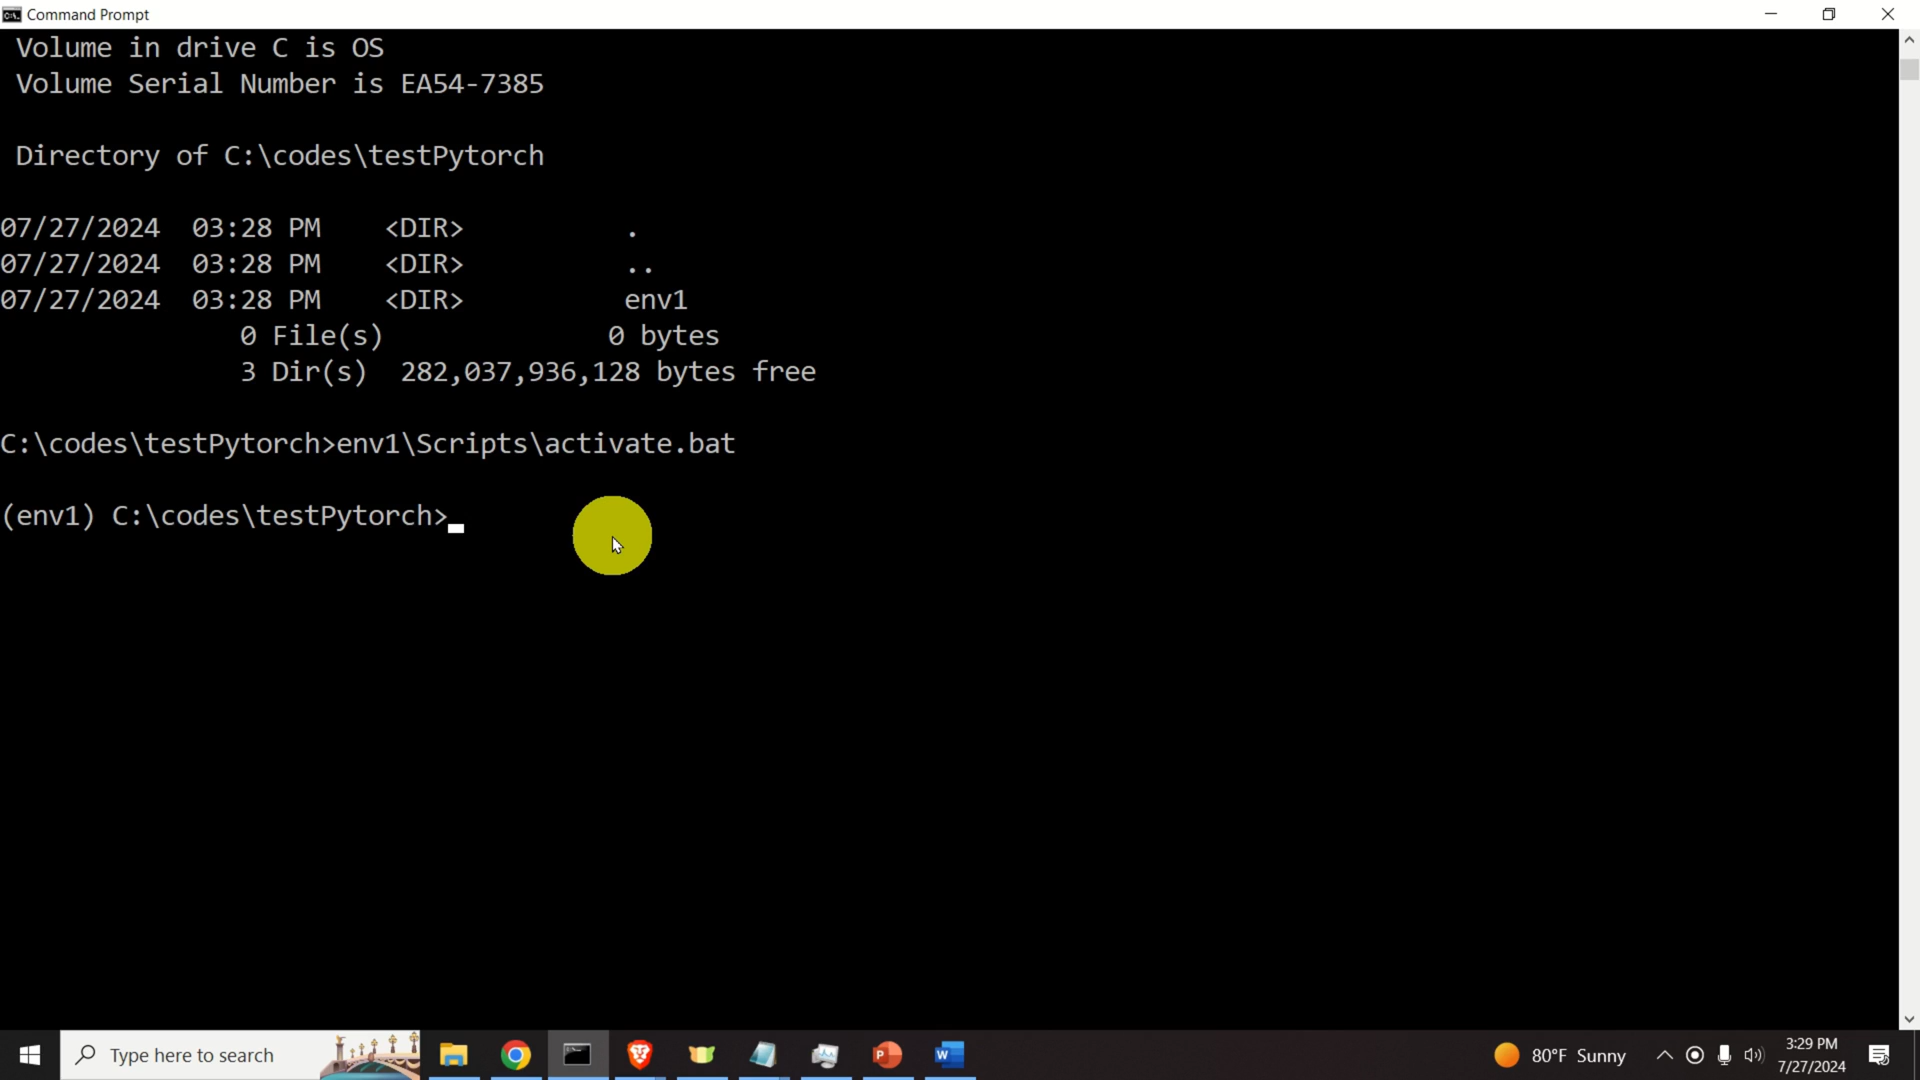 Command Prompt
Volume in drive C is OS
Volume Serial Number is EA54-7385
Directory of C:\codes\testPytorch
07/27/2024 03:28 PM <DIR> .
07/27/2024 03:28 PM <DIR> ..
07/27/2024 03:28 PM <DIR> env1
0 File(s) 0 bytes
3 Dir(s) 282,037,936,128 bytes free
C:\codes\testPytorch>env1\Scripts\activate.bat
(env1) C:\codes\testPytorch>
Type here to search
80°F Sunny
3:29 PM
7/27/2024